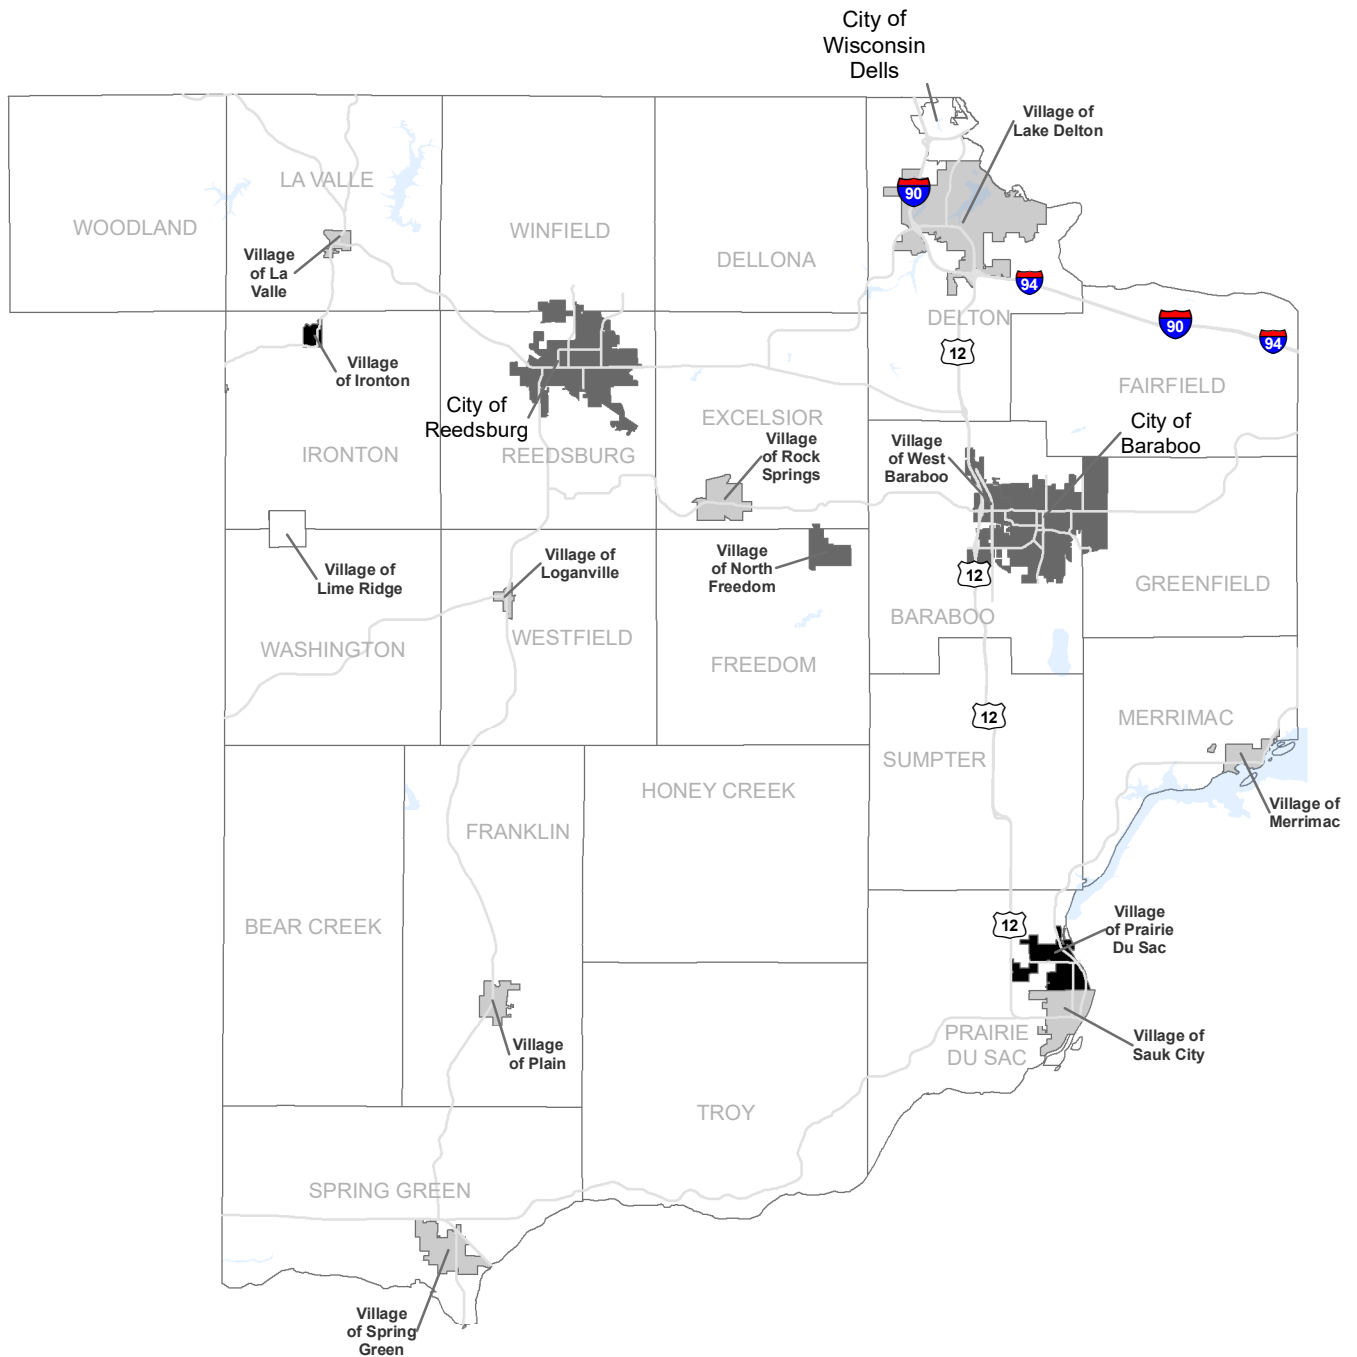 City of
Wisconsin
Dells
Village of
Lake Delton
90
LA VALLE
WOODLAND
WINFIELD
Village
of La
Valle
DELLONA
94
DELTON
90
94
12
Village
of Ironton
FAIRFIELD
City of
Reedsburg
EXCELSIOR
City of
Baraboo
Village
of Rock
Springs
Village
of West
Baraboo
IRONTON
REEDSBURG
Village of
Lime Ridge
Village of
Loganville
Village
of North
Freedom
12
GREENFIELD
BARABOO
WASHINGTON
WESTFIELD
FREEDOM
12
MERRIMAC
SUMPTER
HONEY CREEK
Village of
Merrimac
FRANKLIN
BEAR CREEK
12
Village
of Prairie
Du Sac
Village
of Plain
PRAIRIE
DU SAC
Village of
Sauk City
TROY
SPRING GREEN
Village
of Spring
Green